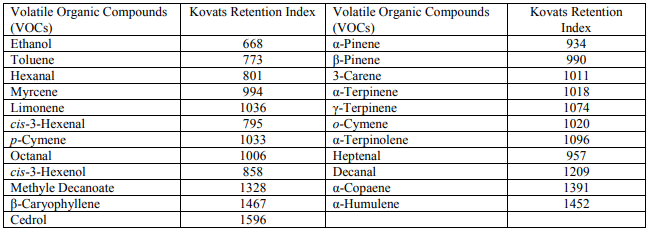 Volatile Organic Compounds (VOCs) Kovats Retention Index Volatile Organic Compounds (VOCs) Kovats Retention Index
Ethanol 668 α-Pinene 934
Toluene 773 β-Pinene 990
Hexanal 801 3-Carene 1011
Myrcene 994 α-Terpinene 1018
Limonene 1036 γ-Terpinene 1074
cis-3-Hexenal 795 o-Cymene 1020
p-Cymene 1033 α-Terpinolene 1096
Octanal 1006 Heptenal 957
cis-3-Hexenol 858 Decanal 1209
Methyle Decanoate 1328 α-Copaene 1391
β-Caryophyllene 1467 α-Humulene 1452
Cedrol 1596